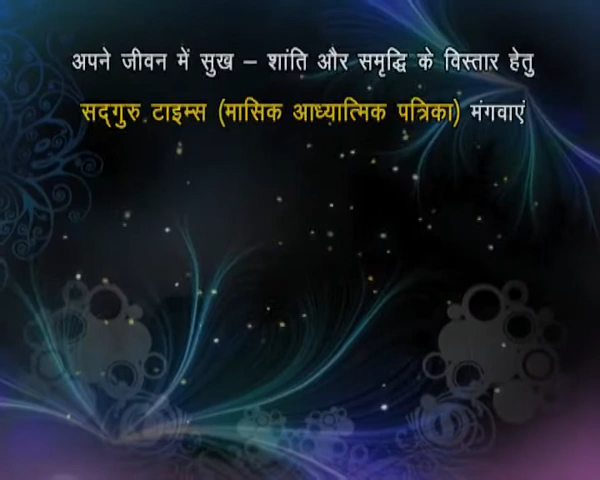 अपने जीवन में सुख – शांति और समृद्धि के विस्तार हेतु
सद्गुरु टाइम्स (मासिक आध्यात्मिक पत्रिका) मंगवाएं